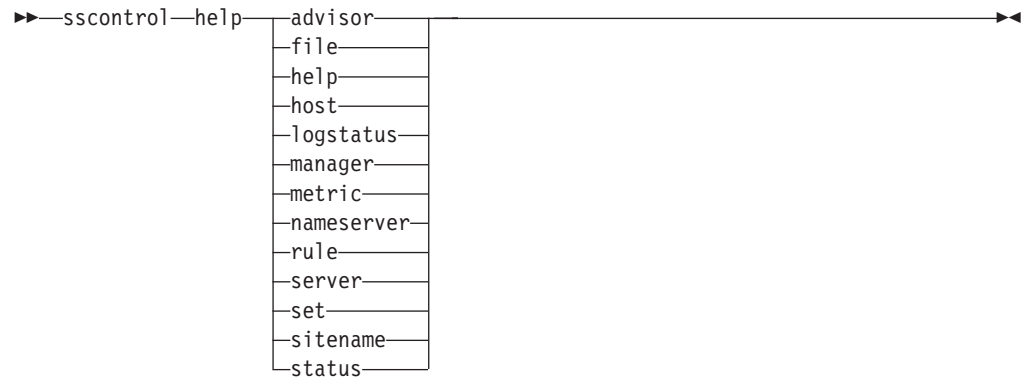 sscontrol help advisor
file
help
host
logstatus
manager
metric
nameserver
rule
server
set
sitename
status